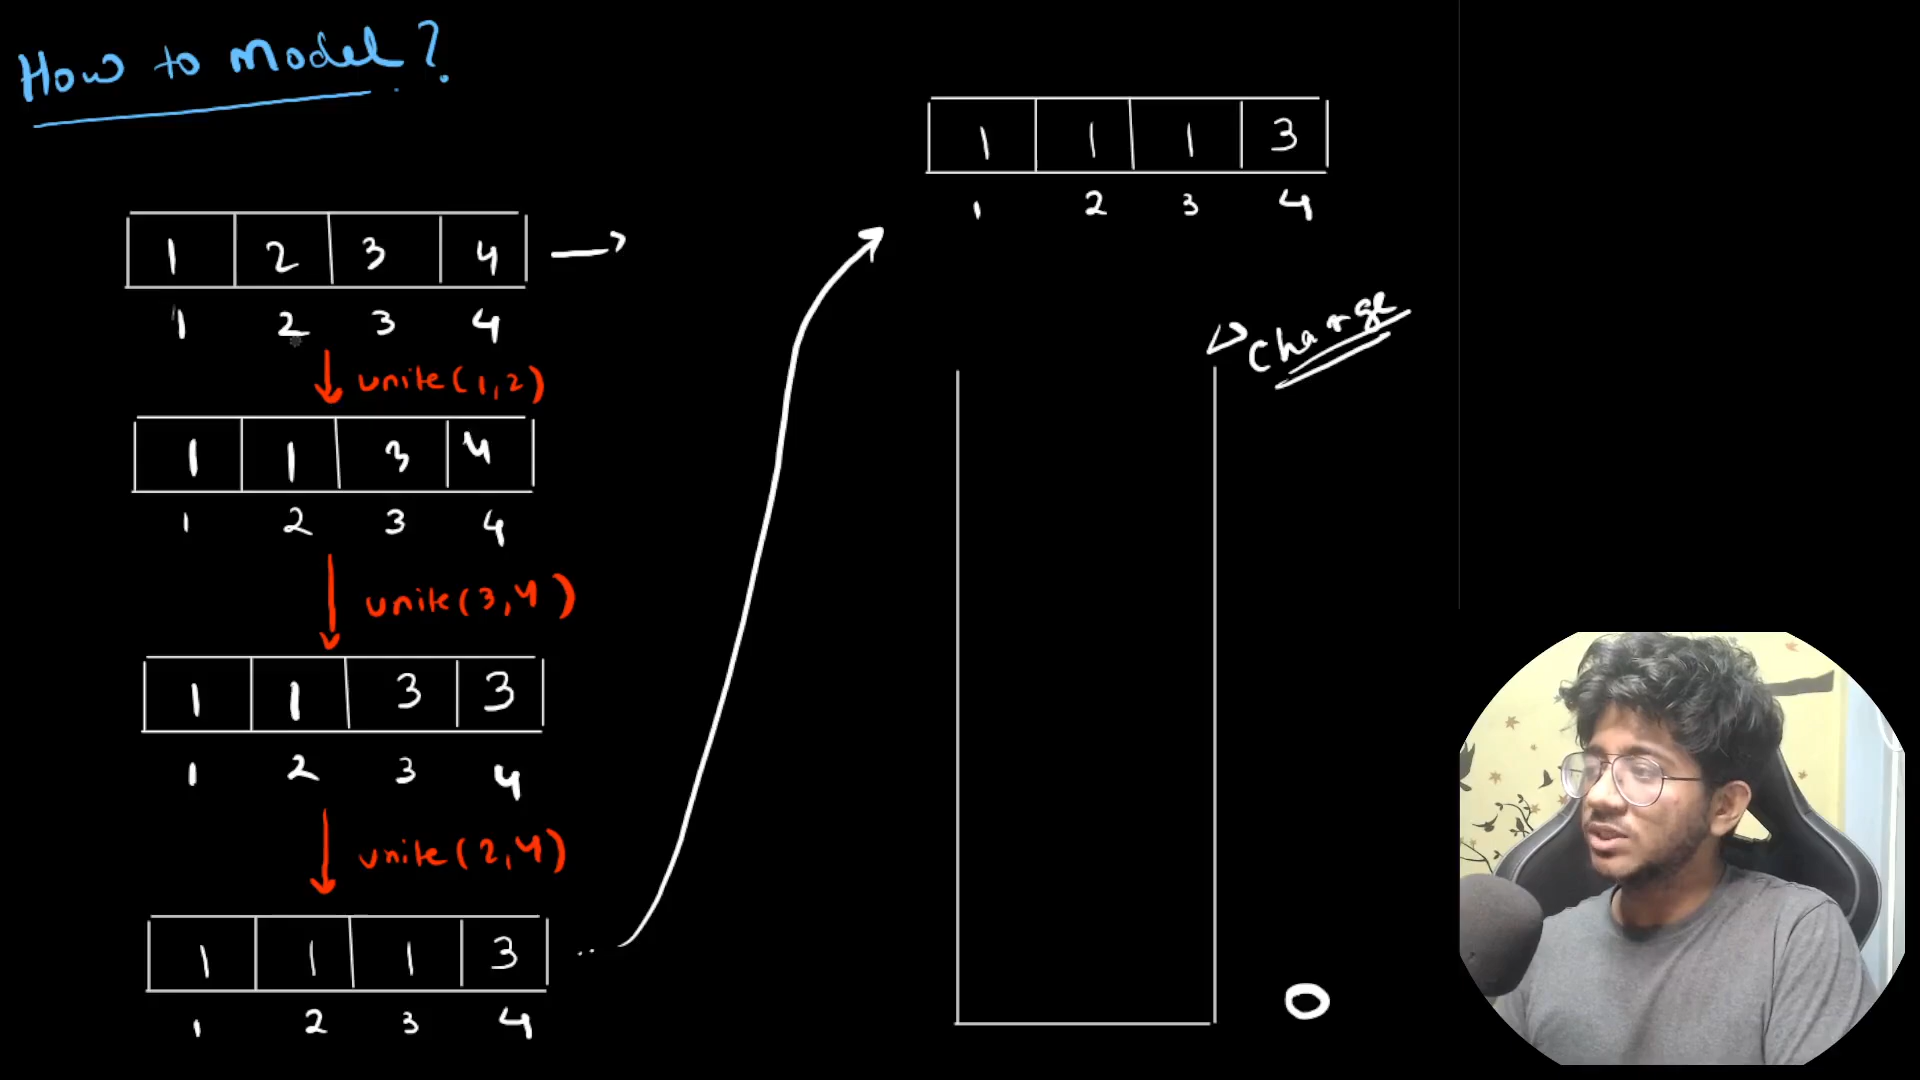 How to Model?
1 2 3 4
1 2 3 4
unite(1,2)
1 1 3 4
1 2 3 4
unite(3,4)
1 1 3 3
1 2 3 4
unite(2,4)
1 1 1 3
1 2 3 4
1 1 1 3
1 2 3 4
Change
0